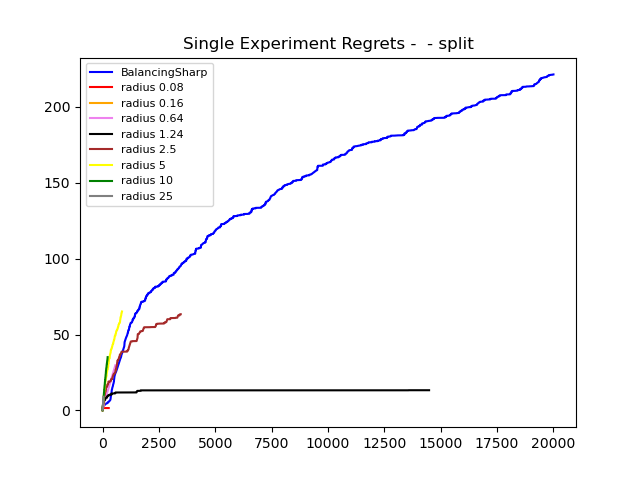 Single Experiment Regrets -  - split
BalancingSharp
radius 0.08
radius 0.16
radius 0.64
radius 1.24
radius 2.5
radius 5
radius 10
radius 25
200
150
100
50
0
0 2500 5000 7500 10000 12500 15000 17500 20000